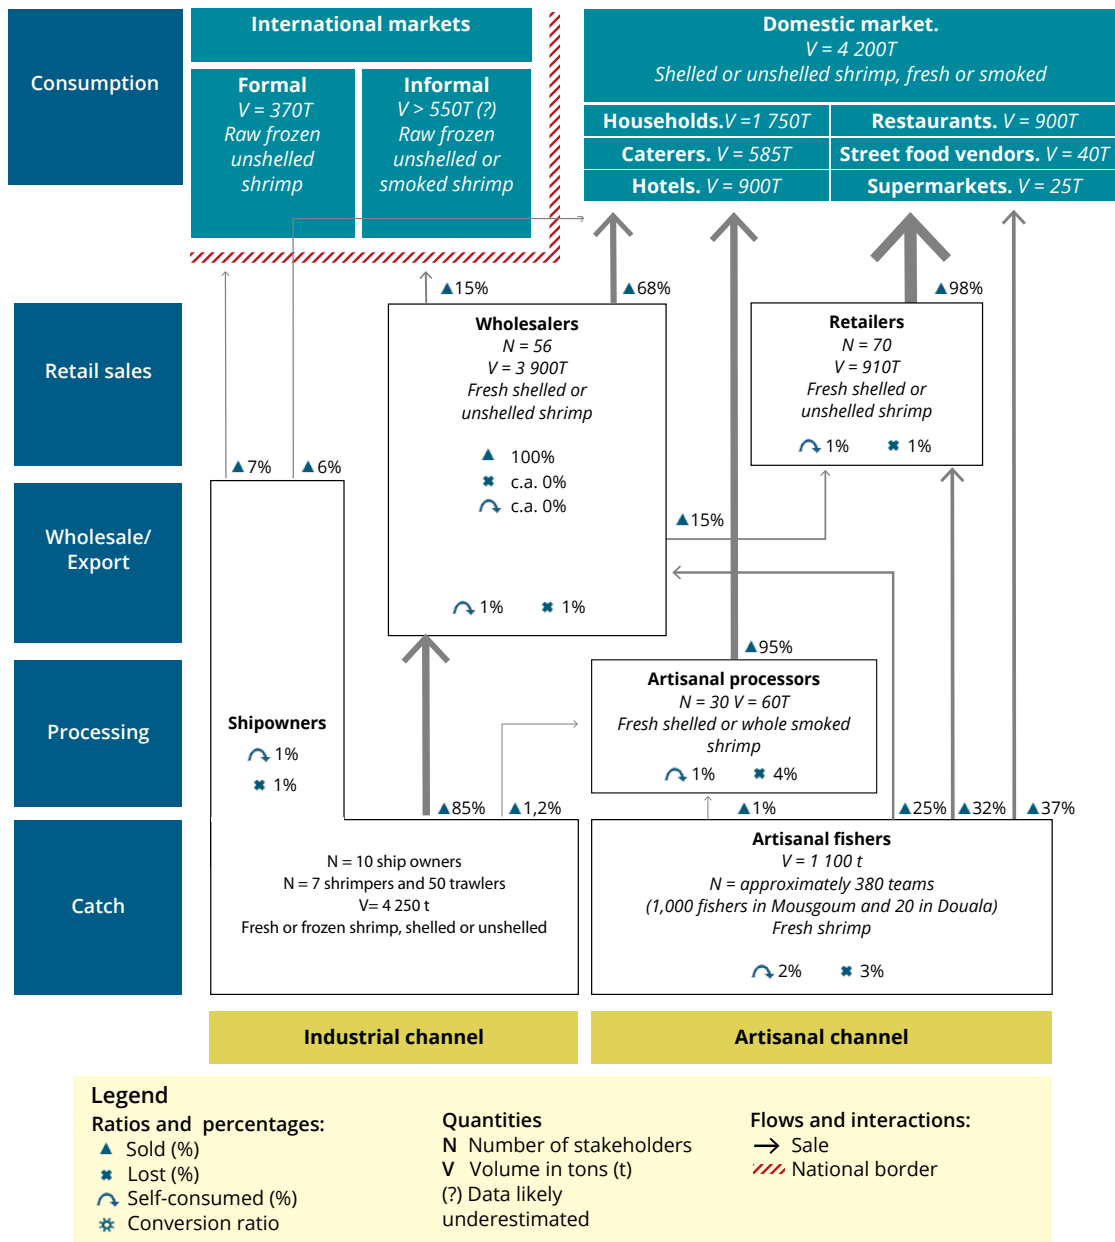 Consumption
International markets
Formal
V = 370T
Raw frozen
unshelled
shrimp
Informal
V > 550T (?)
Raw frozen
unshelled or
smoked shrimp
Domestic market.
V = 4 200T
Shelled or unshelled shrimp, fresh or smoked
Households.V =1 750T
Restaurants. V = 900T
Caterers. V = 585T
Street food vendors. V = 40T
Hotels. V = 900T
Supermarkets. V = 25T
15%
68%
98%
Retail sales
Wholesalers
N = 56
V = 3 900T
Fresh shelled or
unshelled shrimp
100%
c.a. 0%
c.a. 0%
1%
1%
Retailers
N = 70
V = 910T
Fresh shelled or
unshelled shrimp
1%
1%
7%
6%
Wholesale/
Export
15%
95%
Processing
Shipowners
1%
1%
Artisanal processors
N = 30 V = 60T
Fresh shelled or whole smoked
shrimp
1%
4%
85%
1,2%
1%
25%
32%
37%
Catch
N = 10 ship owners
N = 7 shrimpers and 50 trawlers
V= 4 250 t
Fresh or frozen shrimp, shelled or unshelled
Artisanal fishers
V = 1 100 t
N = approximately 380 teams
(1,000 fishers in Mousgoum and 20 in Douala)
Fresh shrimp
2%
3%
Industrial channel
Artisanal channel
Legend
Ratios and percentages:
Sold (%)
Lost (%)
Self-consumed (%)
Conversion ratio
Quantities
N Number of stakeholders
V Volume in tons (t)
(?) Data likely
underestimated
Flows and interactions:
Sale
National border